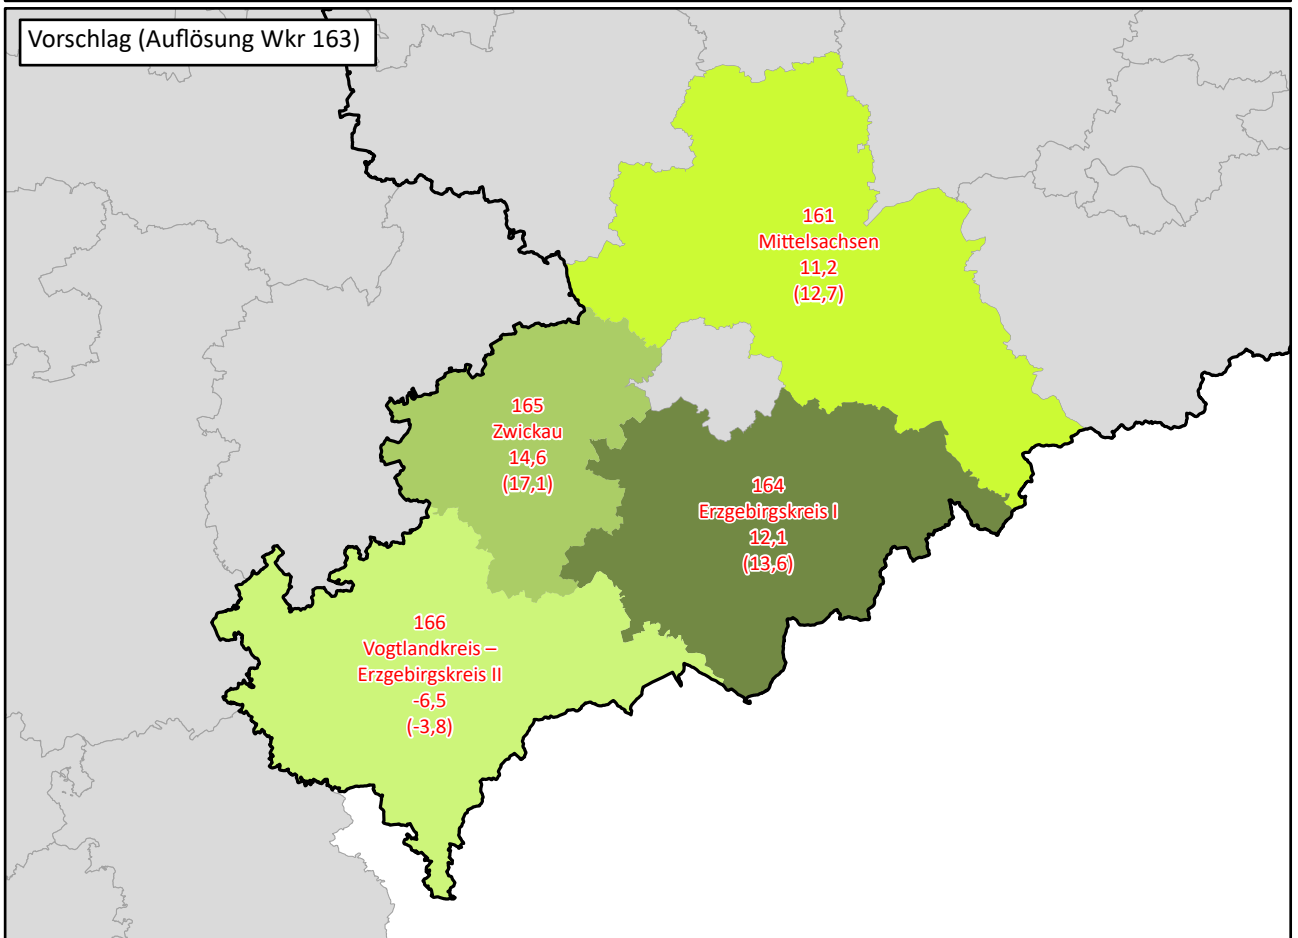 Vorschlag (Auflösung Wkr 163)
161
Mittelsachsen
11,2
(12,7)
165
Zwickau
14,6
(17,1)
164
Erzgebirgskreis I
12,1
(13,6)
166
Vogtlandkreis –
Erzgebirgskreis II
-6,5
(-3,8)